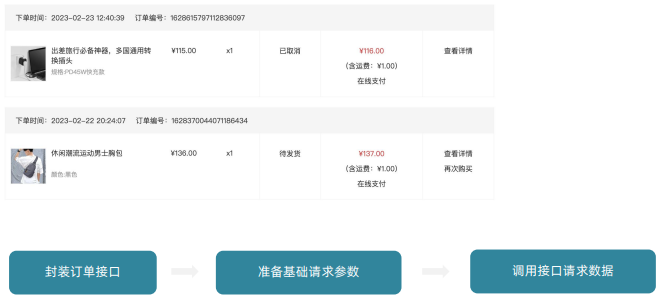 下单时间：2023-02-23 12:40:39 订单编号：1628615797112836097
出差旅行必备神器，多国通用转换插头
规格:PD45W快充款
¥115.00
x1
已取消
¥116.00
（含运费：¥1.00）
在线支付
查看详情
下单时间：2023-02-22 20:24:07 订单编号：1628370044071186434
休闲潮流运动男士胸包
颜色:黑色
¥136.00
x1
待发货
¥137.00
（含运费：¥1.00）
在线支付
查看详情
再次购买
封装订单接口
准备基础请求参数
调用接口请求数据